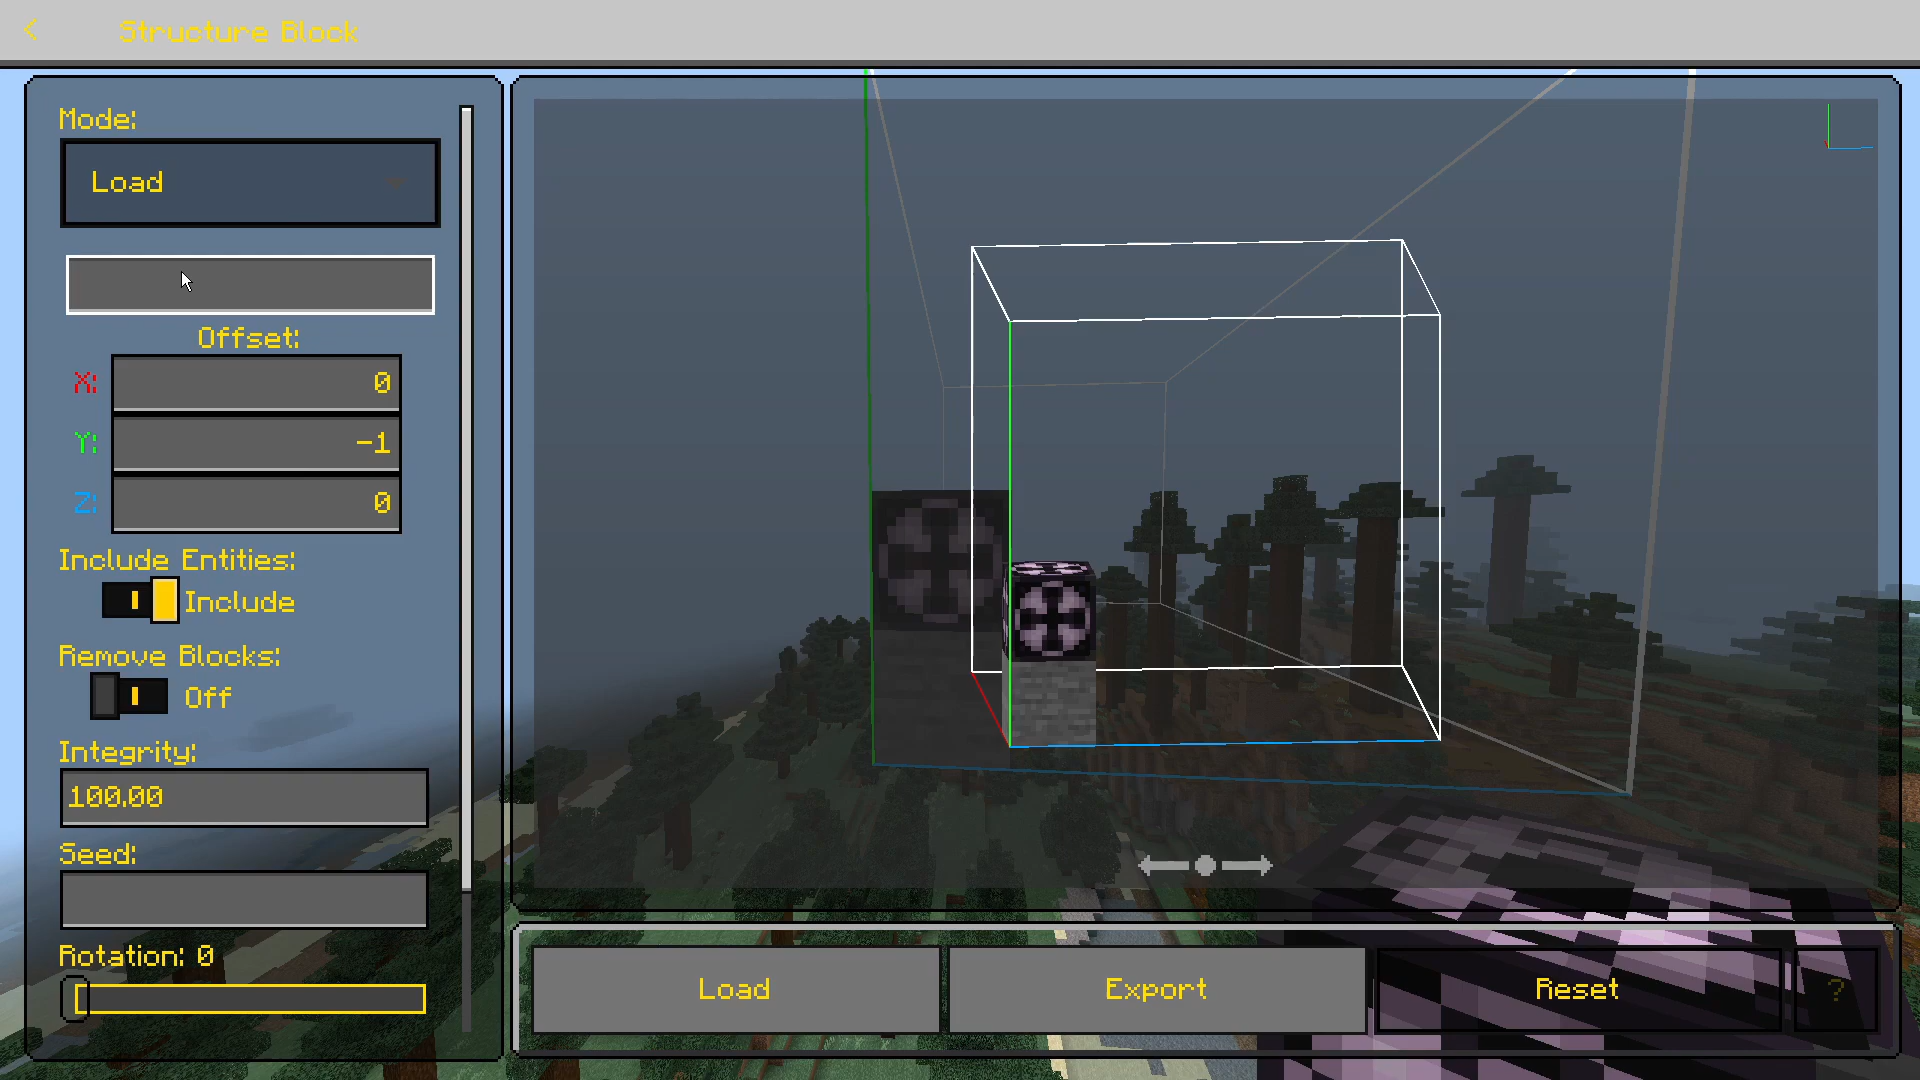 Structure Block
Mode:
Load
Offset:
X: 0
Y: -1
Z: 0
Include Entities:
Include
Remove Blocks:
Off
Integrity:
100.00
Seed:
Rotation: 0
Load
Export
Reset
?